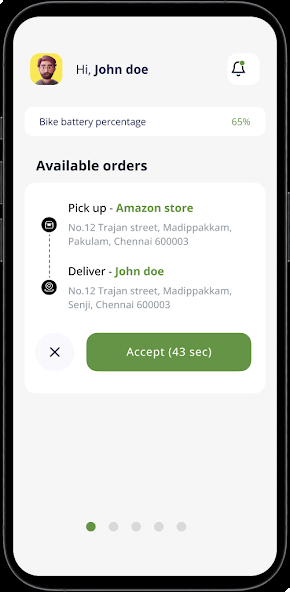 Hi, John doe
Bike battery percentage 65%
Available orders
Pick up - Amazon store
No.12 Trajan street, Madippakkam,
Pakulam, Chennai 600003
Deliver - John doe
No.12 Trajan street, Madippakkam,
Senji, Chennai 600003
Accept (43 sec)